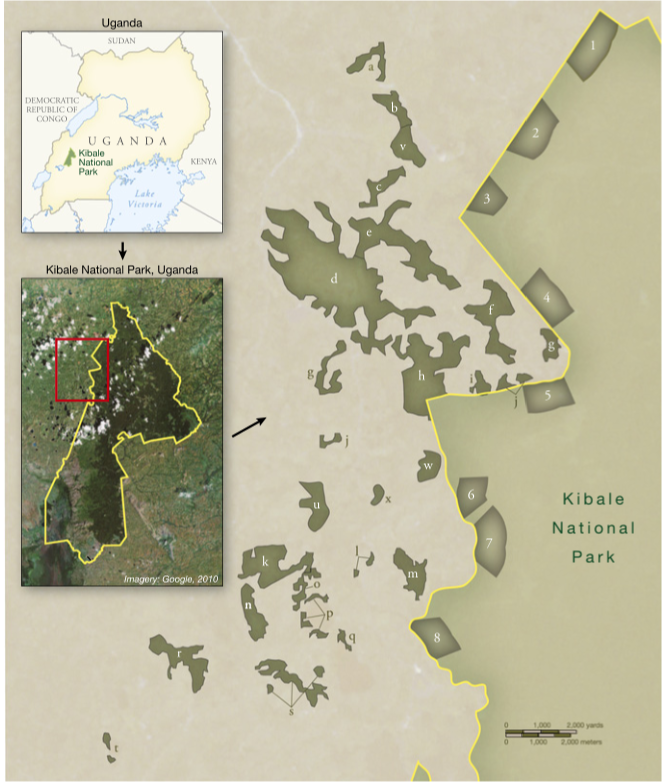 Uganda
SUDAN
DEMOCRATIC
REPUBLIC OF
CONGO
UGANDA
Kibale
National
Park
KENYA
Lake
Victoria
Kibale National Park, Uganda
Imagery: Google, 2010
1
a
b
2
v
c
3
e
d
4
f
g
g
h
i
j
5
j
w
6
u
x
7
Kibale
National
Park
k
l
m
o
n
p
q
8
r
s
t
0 1,000 2,000 yards
0 1,000 2,000 meters